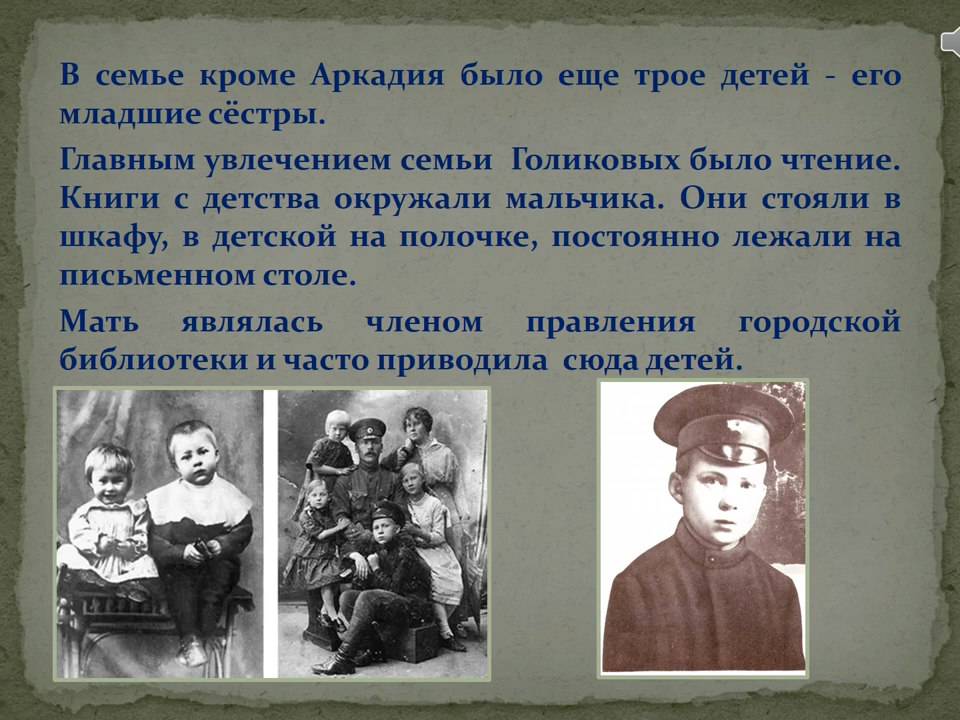 В семье кроме Аркадия было еще трое детей - его
младшие сёстры.
Главным увлечением семьи Голиковых было чтение.
Книги с детства окружали мальчика. Они стояли в
шкафу, в детской на полочке, постоянно лежали на
письменном столе.
Мать являлась членом правления городской
библиотеки и часто приводила сюда детей.